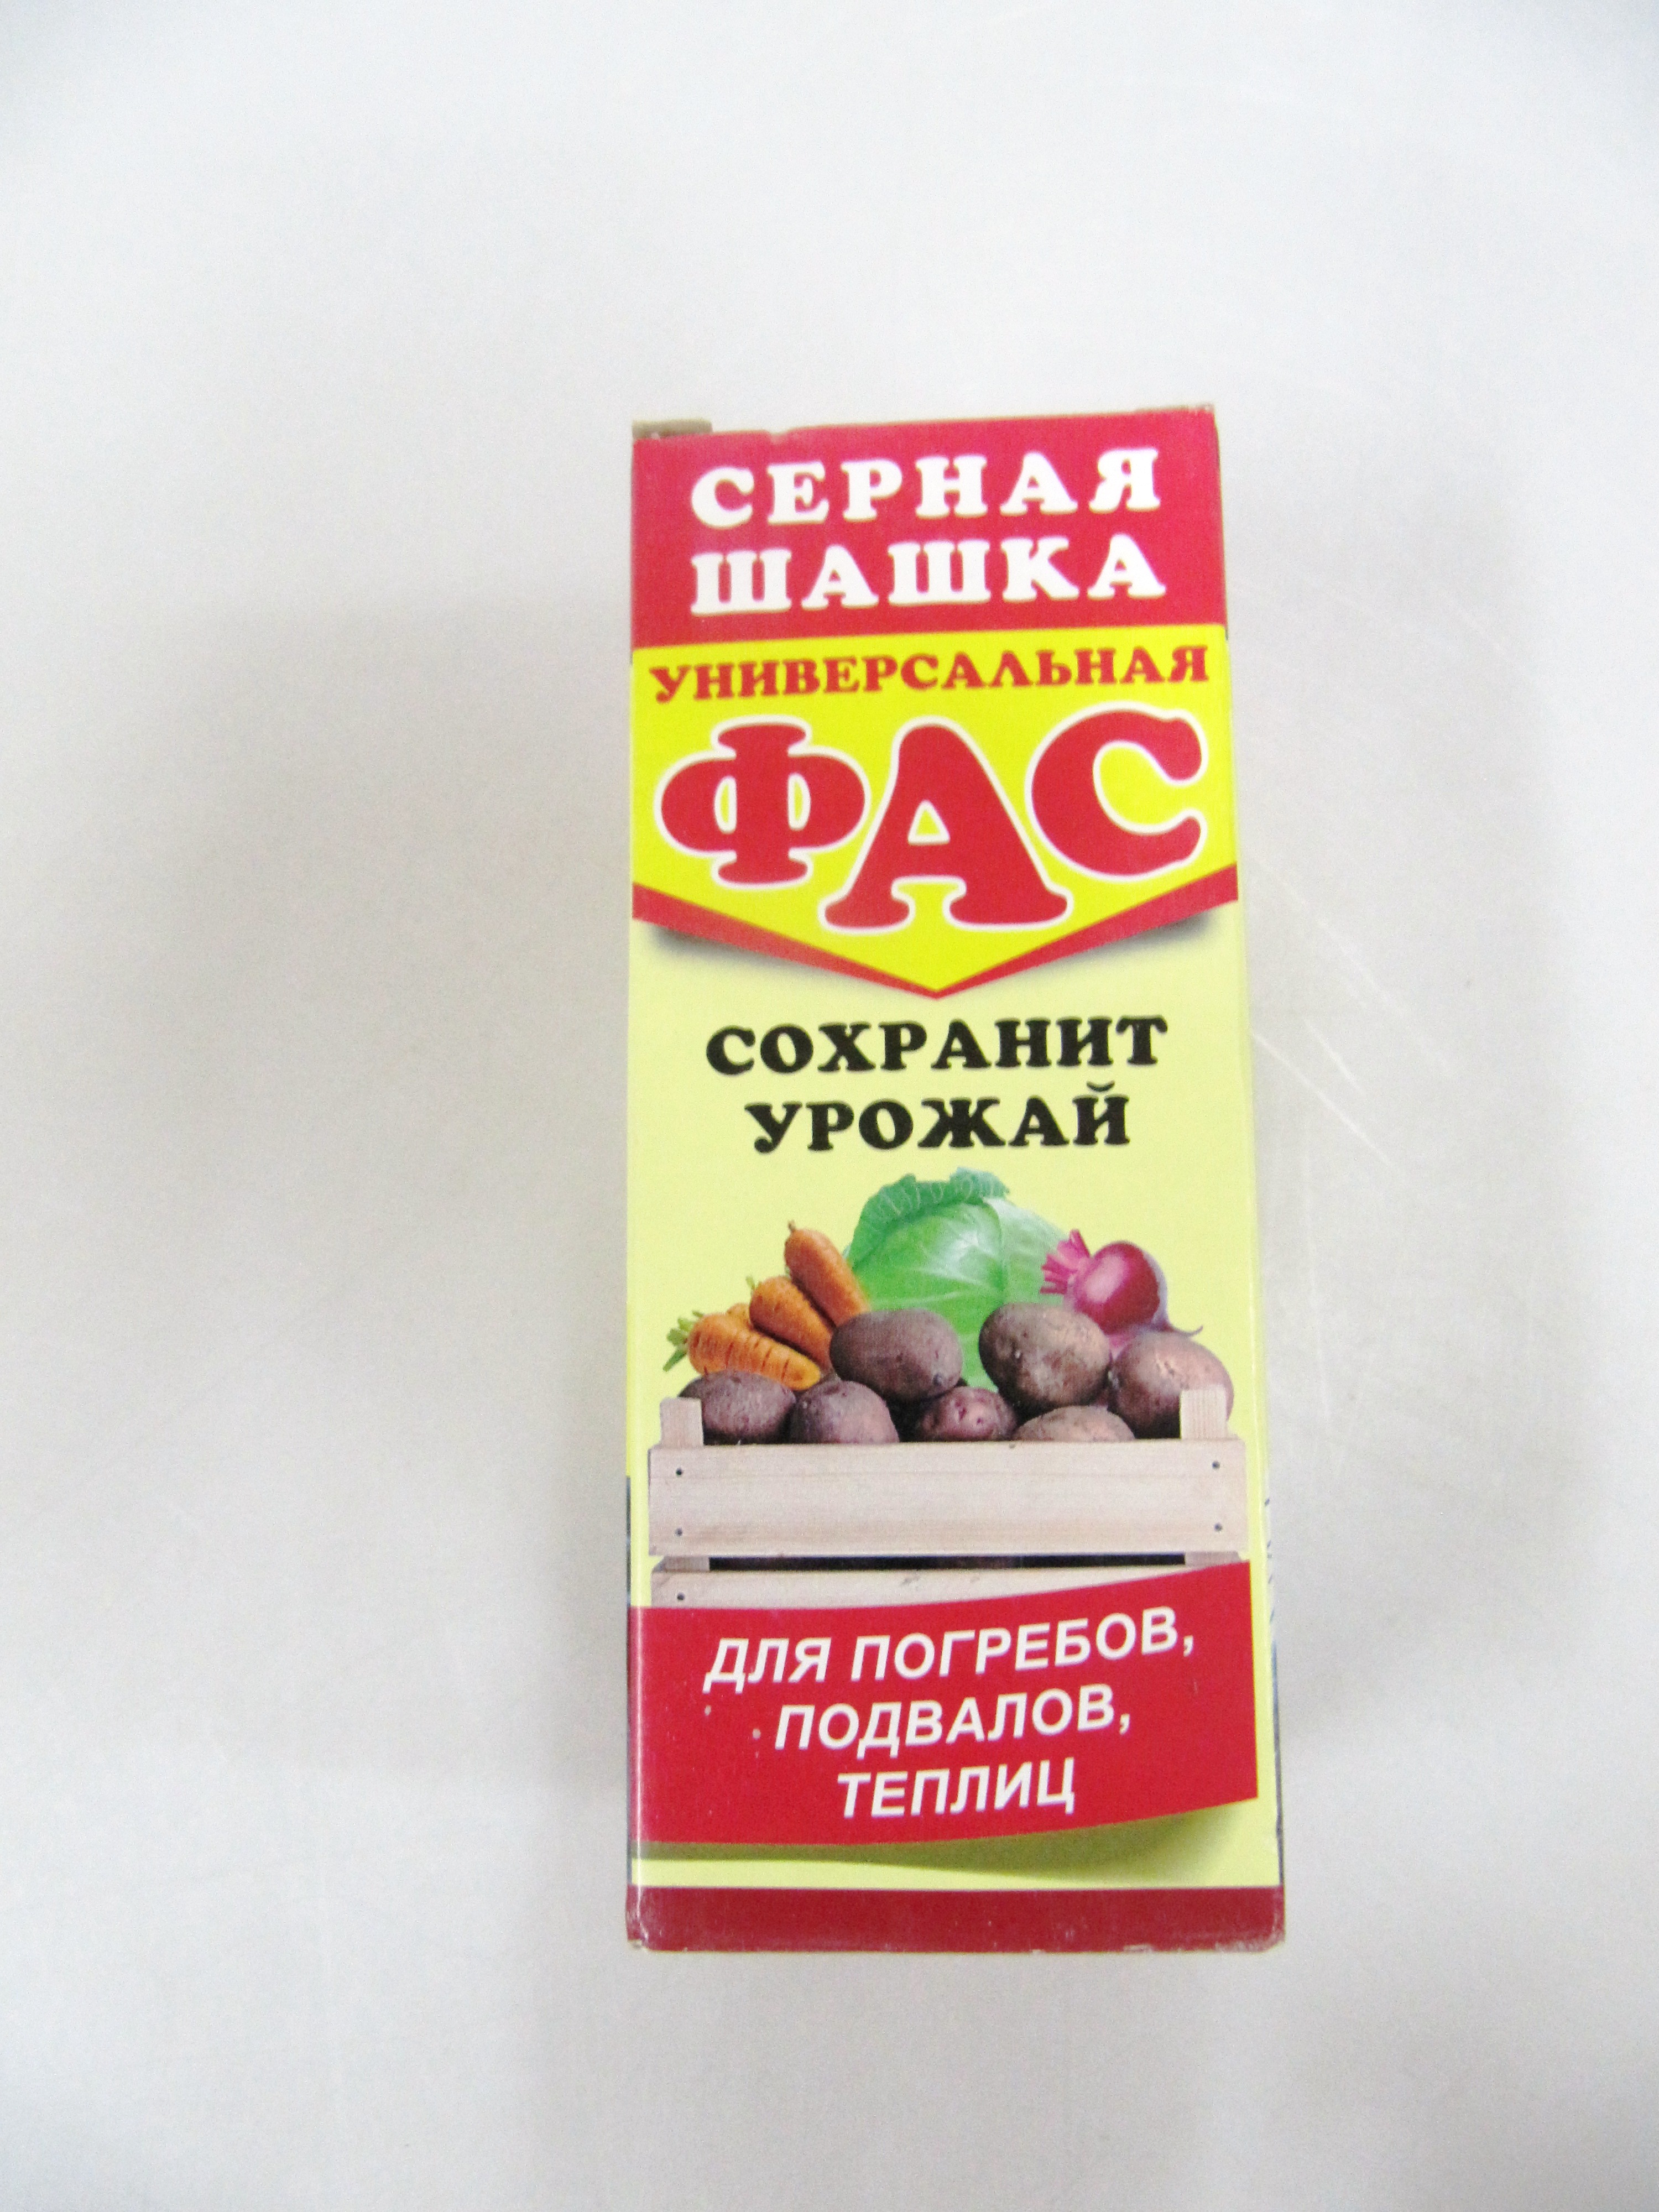 СЕРНАЯ
ШАШКА
УНИВЕРСАЛЬНАЯ
ФАС
СОХРАНИТ
УРОЖАЙ
ДЛЯ ПОГРЕБОВ,
ПОДВАЛОВ,
ТЕПЛИЦ